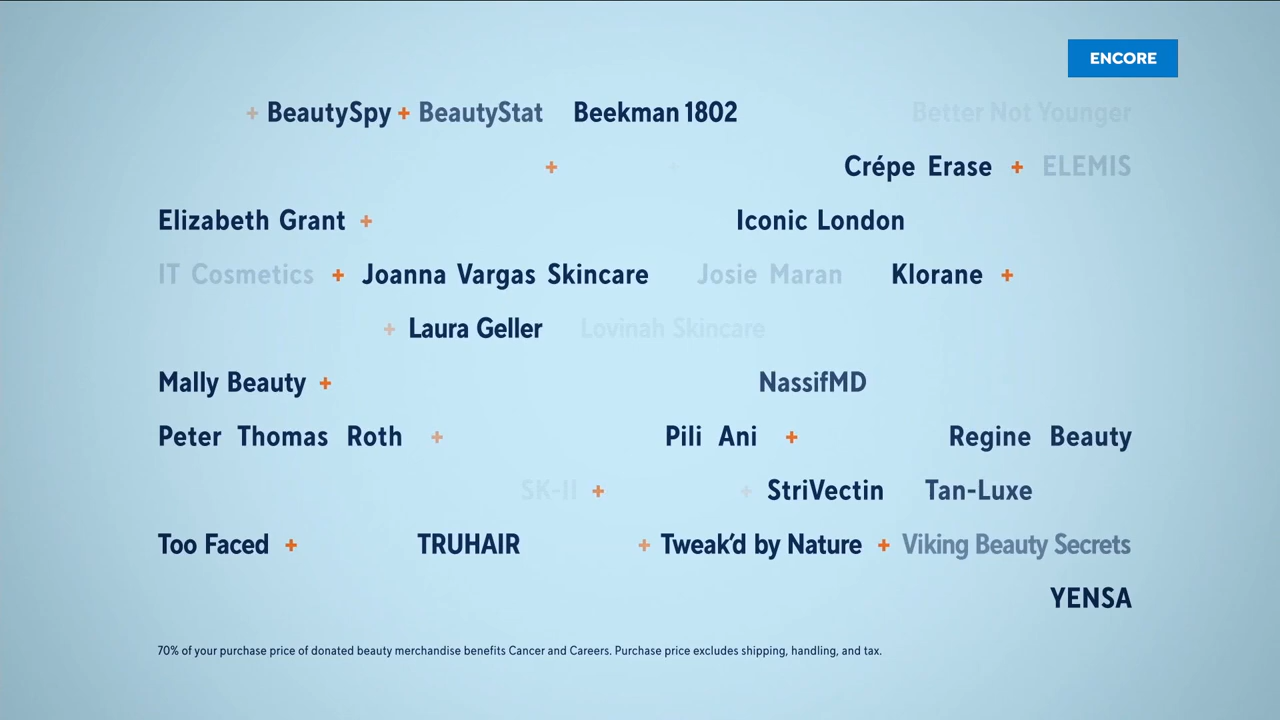 ENCORE
+ BeautySpy + BeautyStat Beekman 1802 Better Not Younger
+ + Crépe Erase + ELEMIS
Elizabeth Grant + Iconic London
IT Cosmetics + Joanna Vargas Skincare Josie Maran Klorane +
+ Laura Geller Lovinah Skincare
Mally Beauty + NassifMD
Peter Thomas Roth + Pili Ani + Regine Beauty
SK-II + + StriVectin Tan-Luxe
Too Faced + TRUHAIR + Tweak'd by Nature + Viking Beauty Secrets
YENSA
70% of your purchase price of donated beauty merchandise benefits Cancer and Careers. Purchase price excludes shipping, handling, and tax.